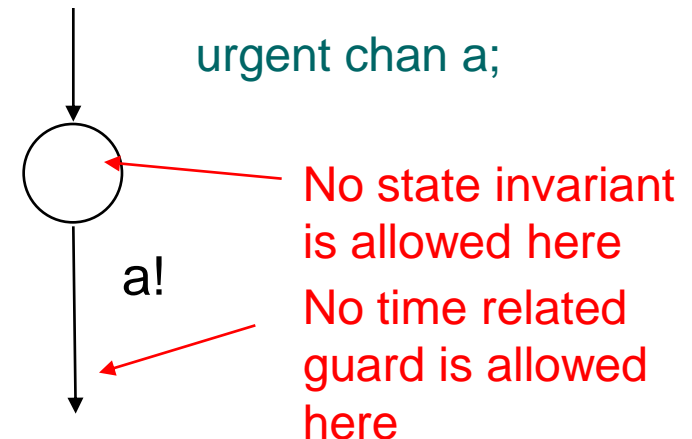 urgent chan a;
No state invariant
is allowed here
a!
No time related
guard is allowed
here